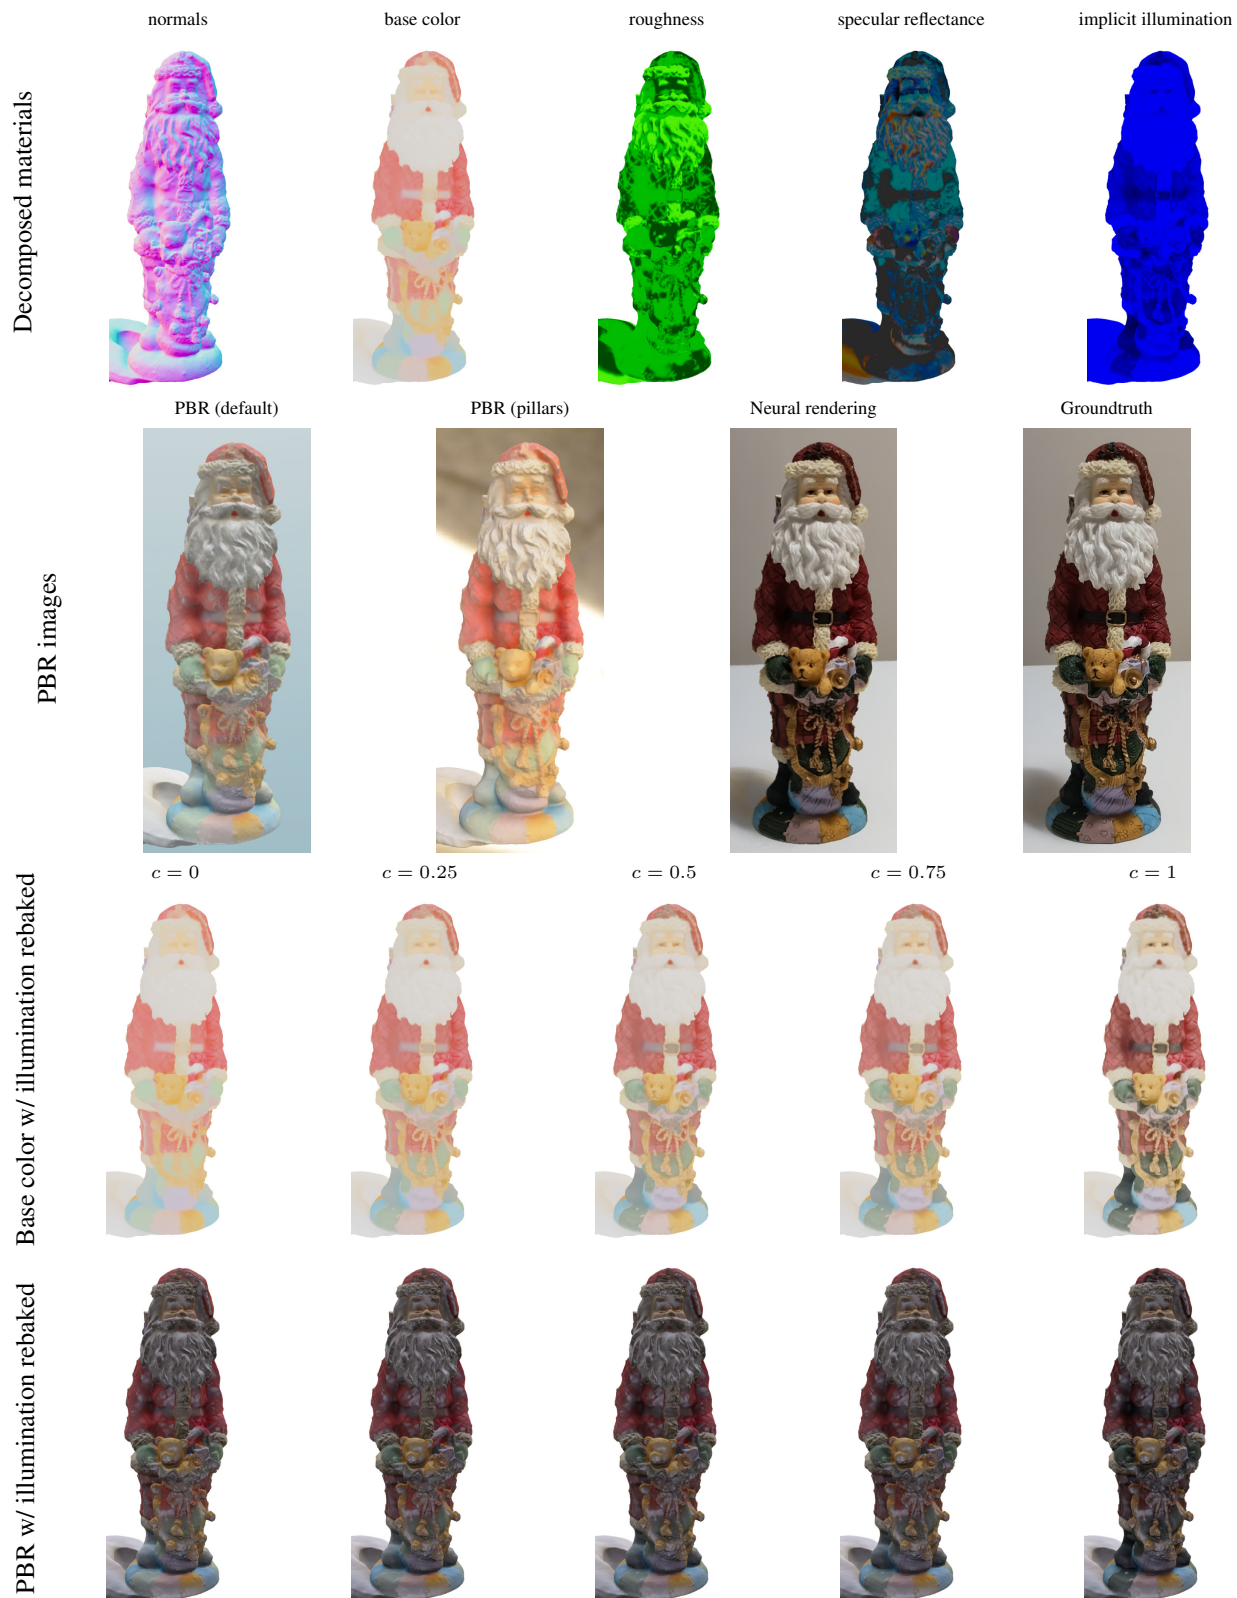 normals
base color
roughness
specular reflectance
implicit illumination
Decomposed materials
PBR (default)
PBR (pillars)
Neural rendering
Groundtruth
PBR images
c = 0
c = 0.25
c = 0.5
c = 0.75
c = 1
Base color w/ illumination rebaked
PBR w/ illumination rebaked